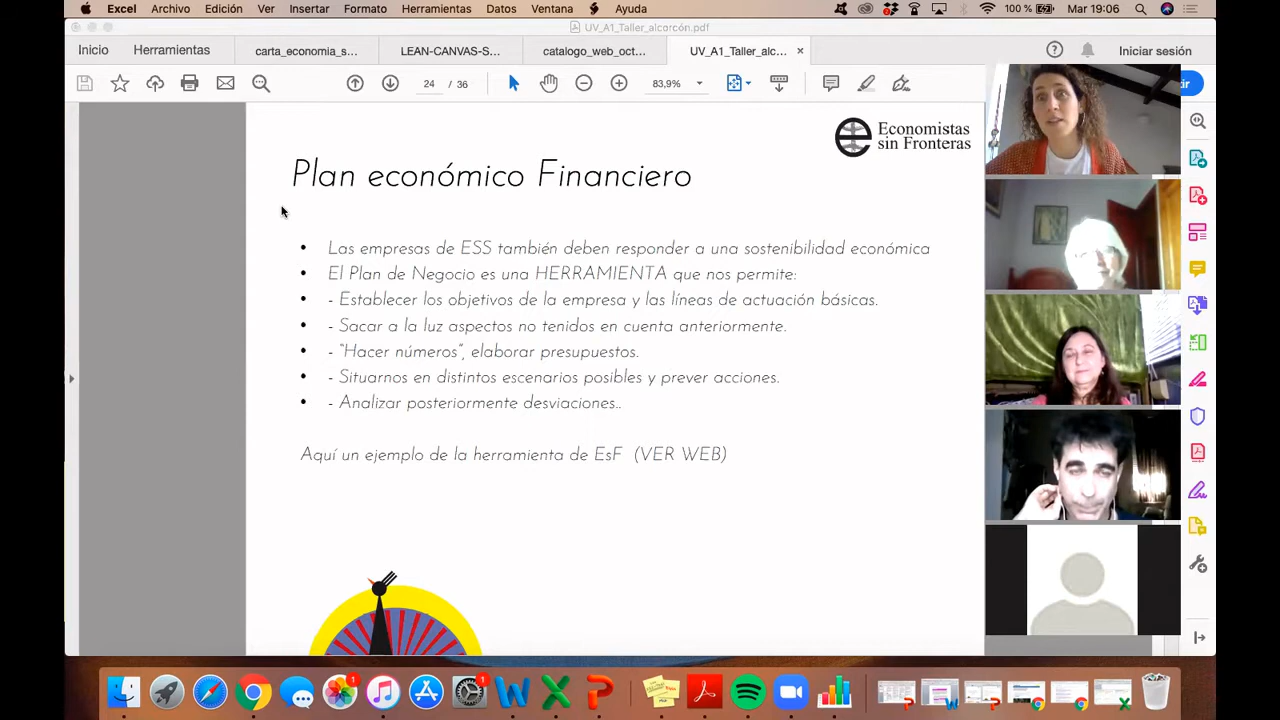 Excel Archivo Edición Ver Insertar Formato Herramientas Datos Ventana Ayuda 100 % Mar 19:06
UV_A1_Taller_alcorcón.pdf
Inicio Herramientas carta_economia_s... LEAN-CANVAS-S... catalogo_web_oct... UV_A1_Taller_alc... × Iniciar sesión
24 / 36 83,9%
Economistas
sin Fronteras
Plan económico Financiero
• Las empresas de ESS también deben responder a una sostenibilidad económica
• El Plan de Negocio es una HERRAMIENTA que nos permite:
• - Establecer los objetivos de la empresa y las líneas de actuación básicas.
• - Sacar a la luz aspectos no tenidos en cuenta anteriormente.
• - "Hacer números", elaborar presupuestos.
• - Situarnos en distintos escenarios posibles y prever acciones.
• - Analizar posteriormente desviaciones..
Aquí un ejemplo de la herramienta de EsF (VER WEB)
1 1